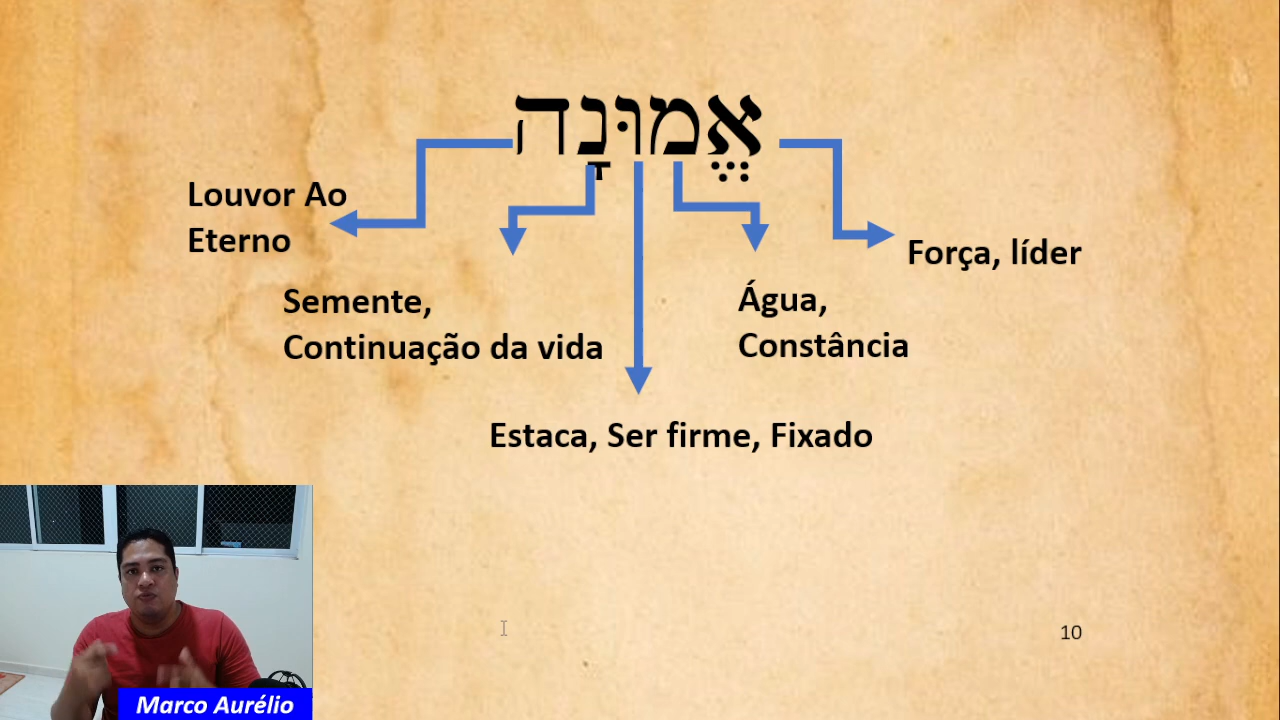 אֱמוּנָה
Louvor Ao
Eterno
Força, líder
Semente,
Continuação da vida
Água,
Constância
Estaca, Ser firme, Fixado
10
Marco Aurélio